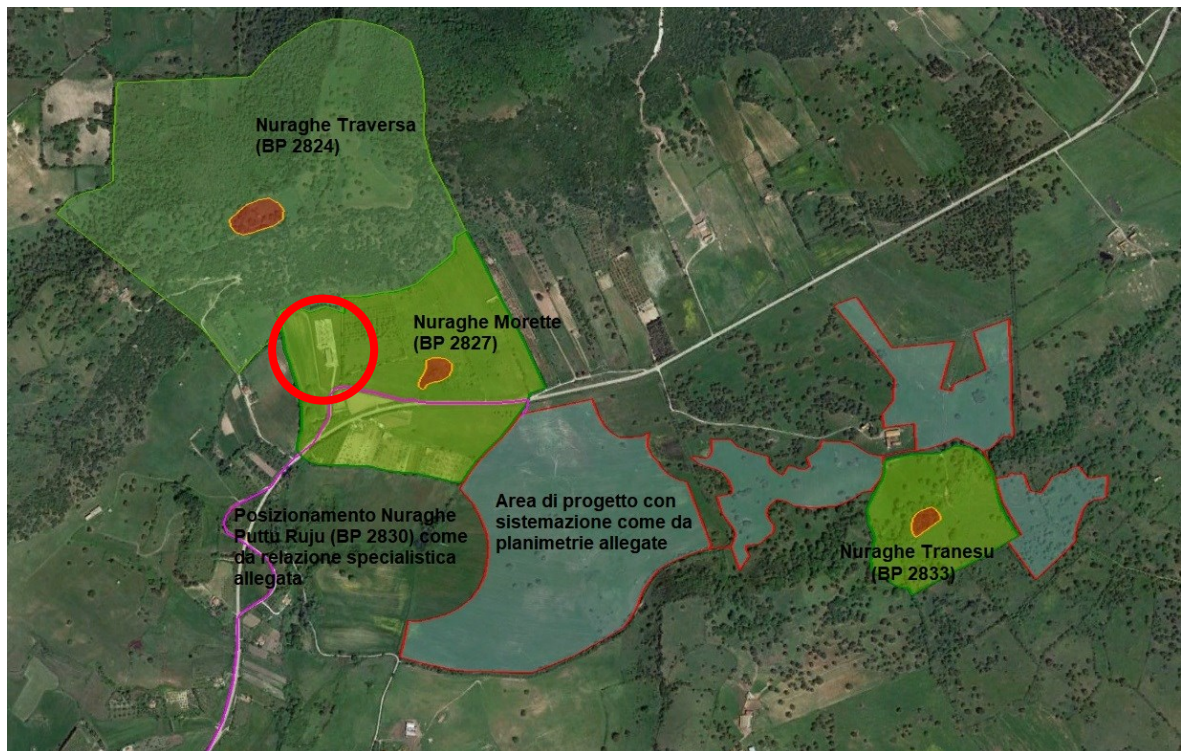 Nuraghe Traversa
(BP 2824)
Nuraghe Morette
(BP 2827)
Posizionamento Nuraghe
Puttu Ruju (BP 2830) come
da relazione specialistica
allegata
Area di progetto con
sistemazione come da
planimetrie allegate
Nuraghe Tranesu
(BP 2833)